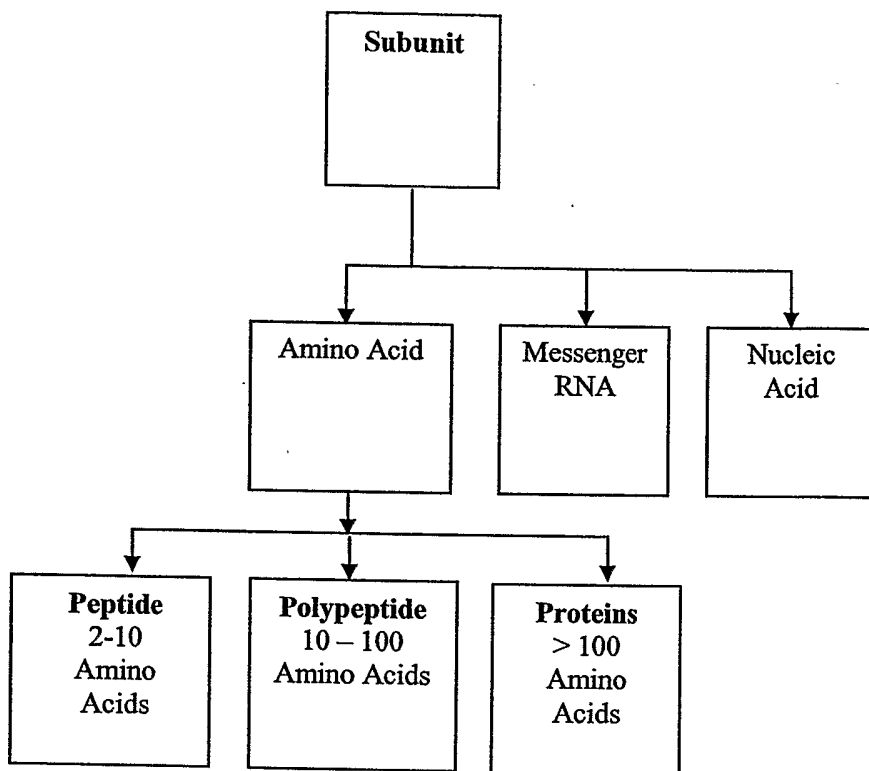 Subunit
Amino Acid
Messenger
RNA
Nucleic
Acid
Peptide
2-10
Amino
Acids
Polypeptide
10 – 100
Amino Acids
Proteins
> 100
Amino
Acids